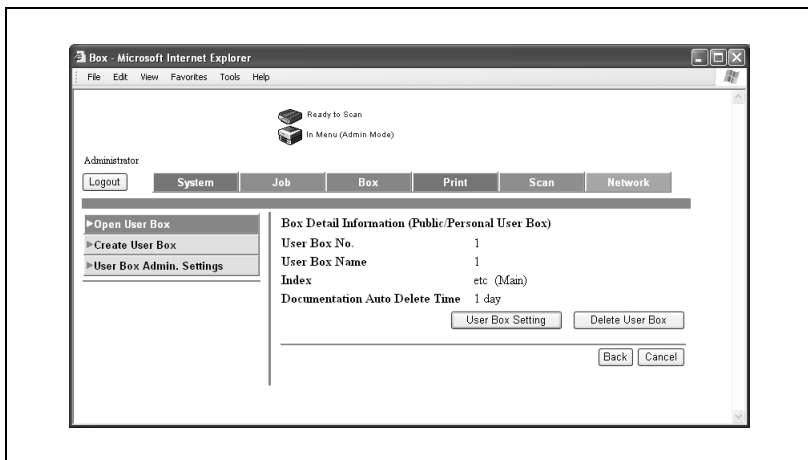 Box - Microsoft Internet Explorer
File Edit View Favorites Tools Help
Ready to Scan
In Menu (Admin Mode)
Administrator
Logout System Job Box Print Scan Network
Open User Box
Create User Box
User Box Admin. Settings
Box Detail Information (Public/Personal User Box)
User Box No. 1
User Box Name 1
Index etc (Main)
Documentation Auto Delete Time 1 day
User Box Setting Delete User Box
Back Cancel